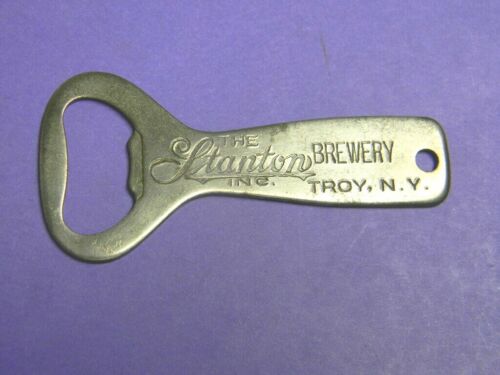 THE
Stanton BREWERY
INC. TROY, N.Y.